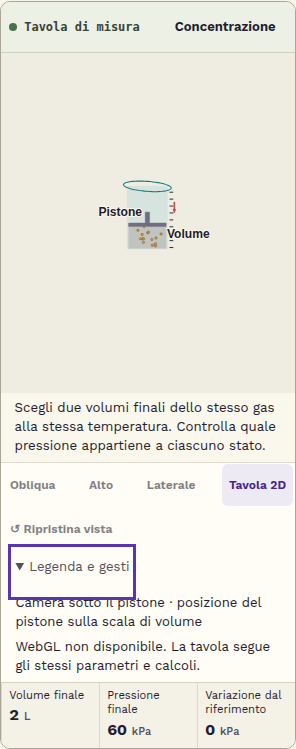 Tavola di misura
Concentrazione
Pistone
Volume
Scegli due volumi finali dello stesso gas
alla stessa temperatura. Controlla quale
pressione appartiene a ciascuno stato.
Obliqua Alto Laterale Tavola 2D
↺ Ripristina vista
▼ Legenda e gesti
Camera sotto il pistone · posizione del
pistone sulla scala di volume
WebGL non disponibile. La tavola segue
gli stessi parametri e calcoli.
Volume finale
2 L
Pressione
finale
60 kPa
Variazione dal
riferimento
0 kPa